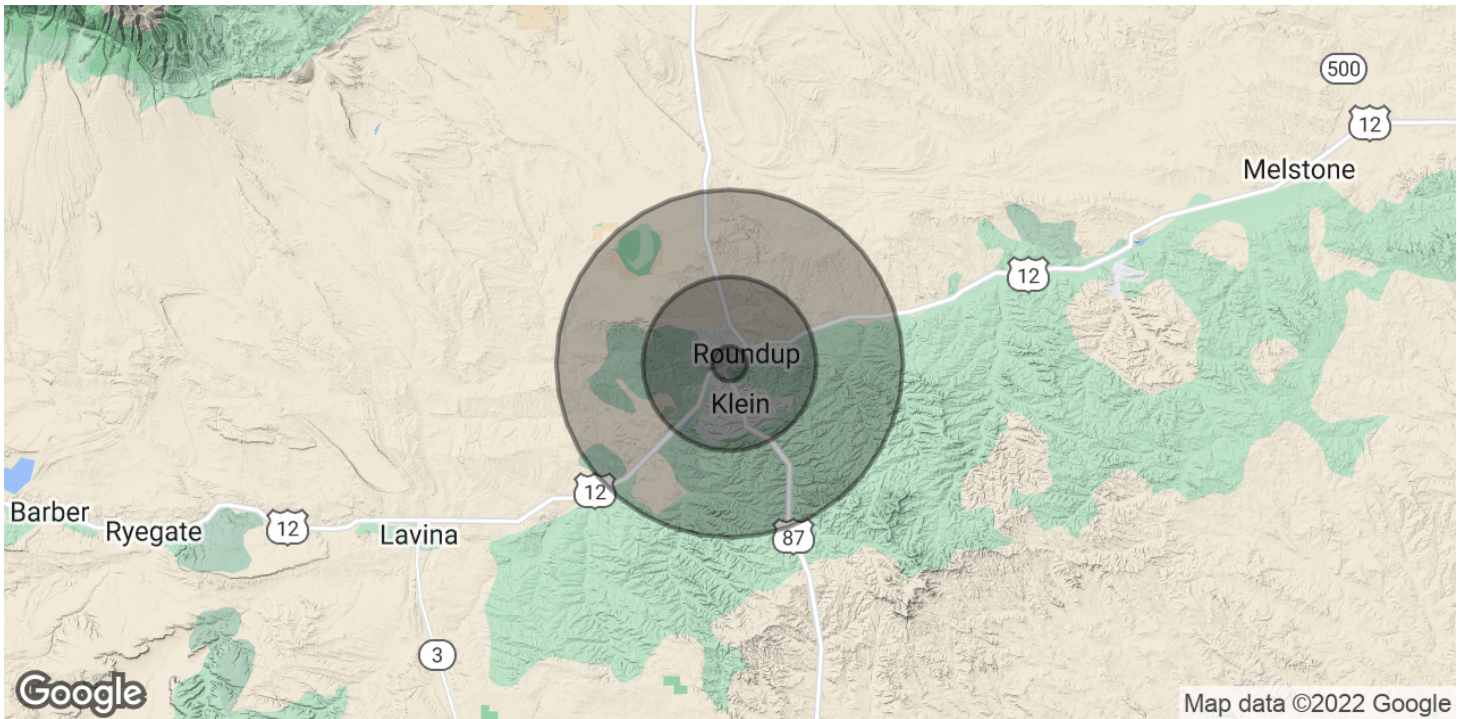 500
12
Melstone
12
Roundup
Klein
12
Barber
Ryegate
12
Lavina
87
3
Google
Map data ©2022 Google